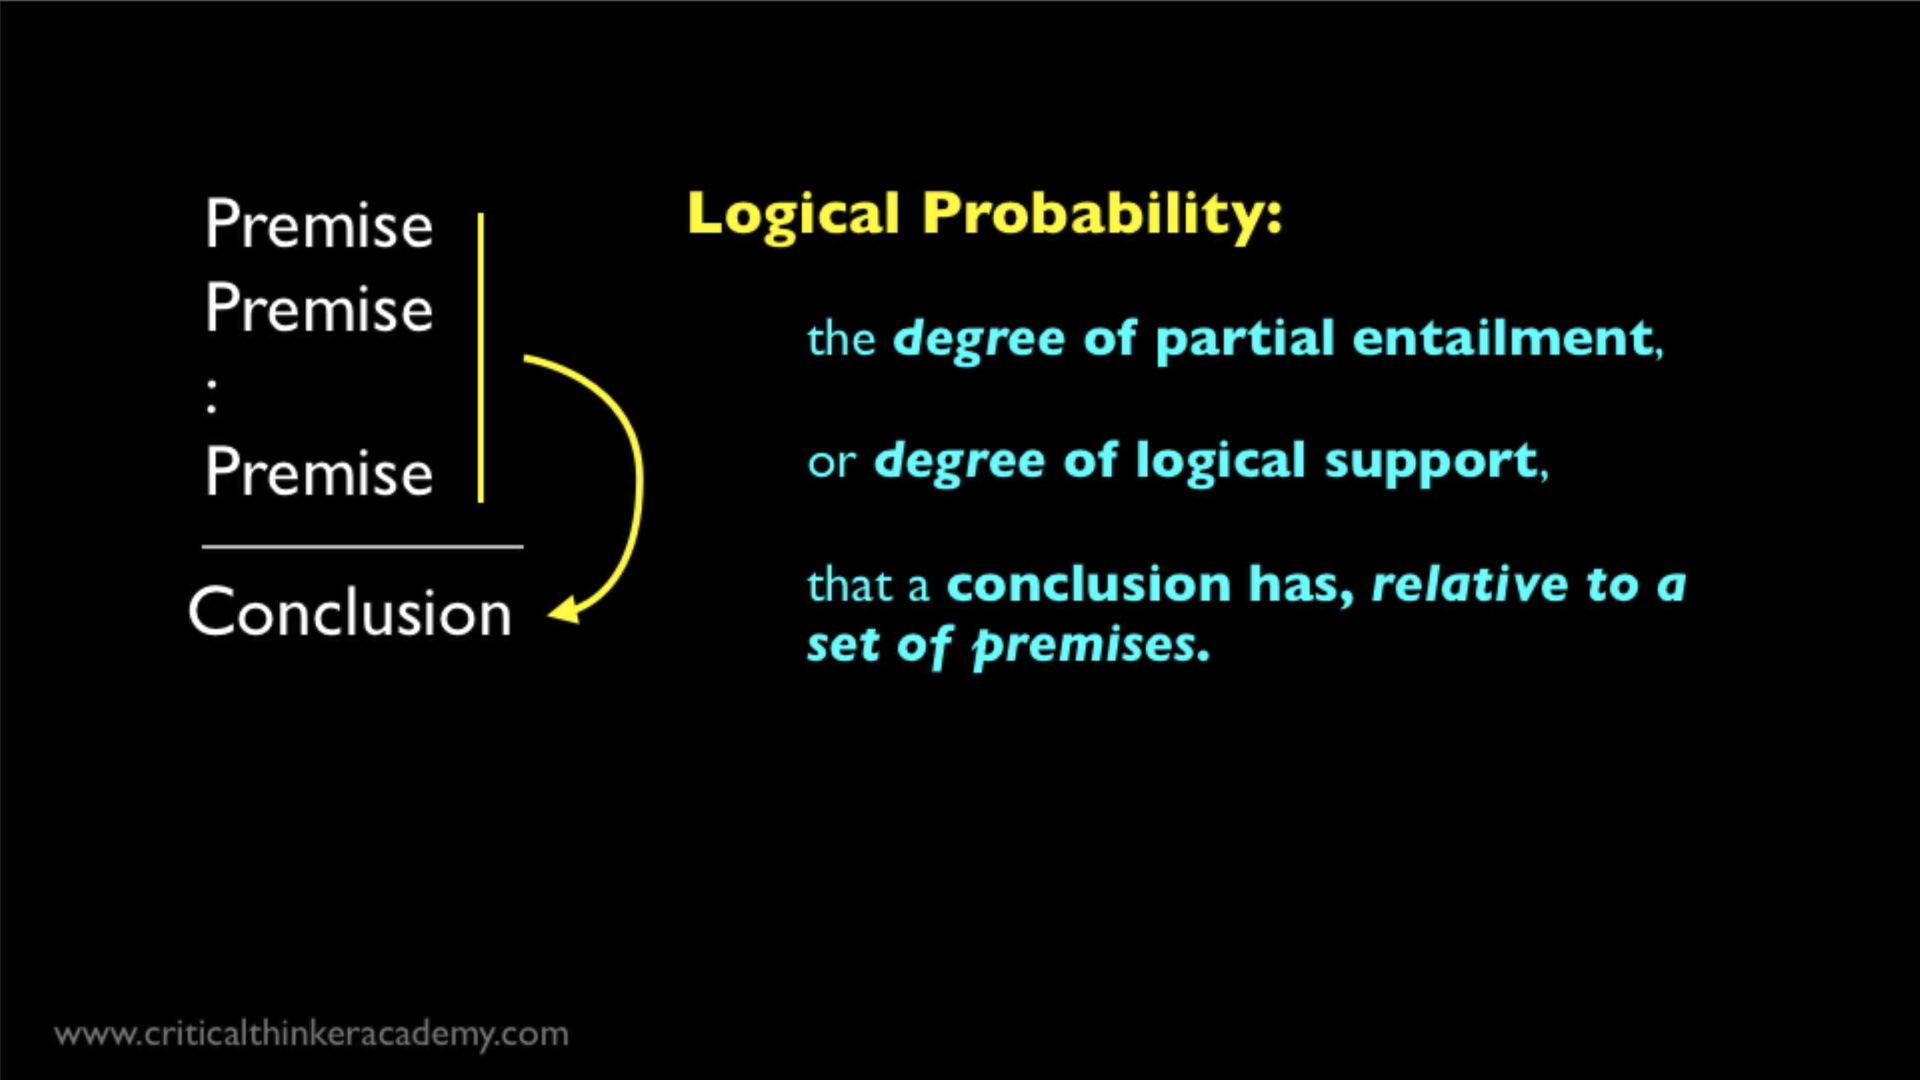 Premise
Premise
:
Premise
Conclusion
Logical Probability:
the degree of partial entailment,
or degree of logical support,
that a conclusion has, relative to a
set of premises.
www.criticalthinkeracademy.com